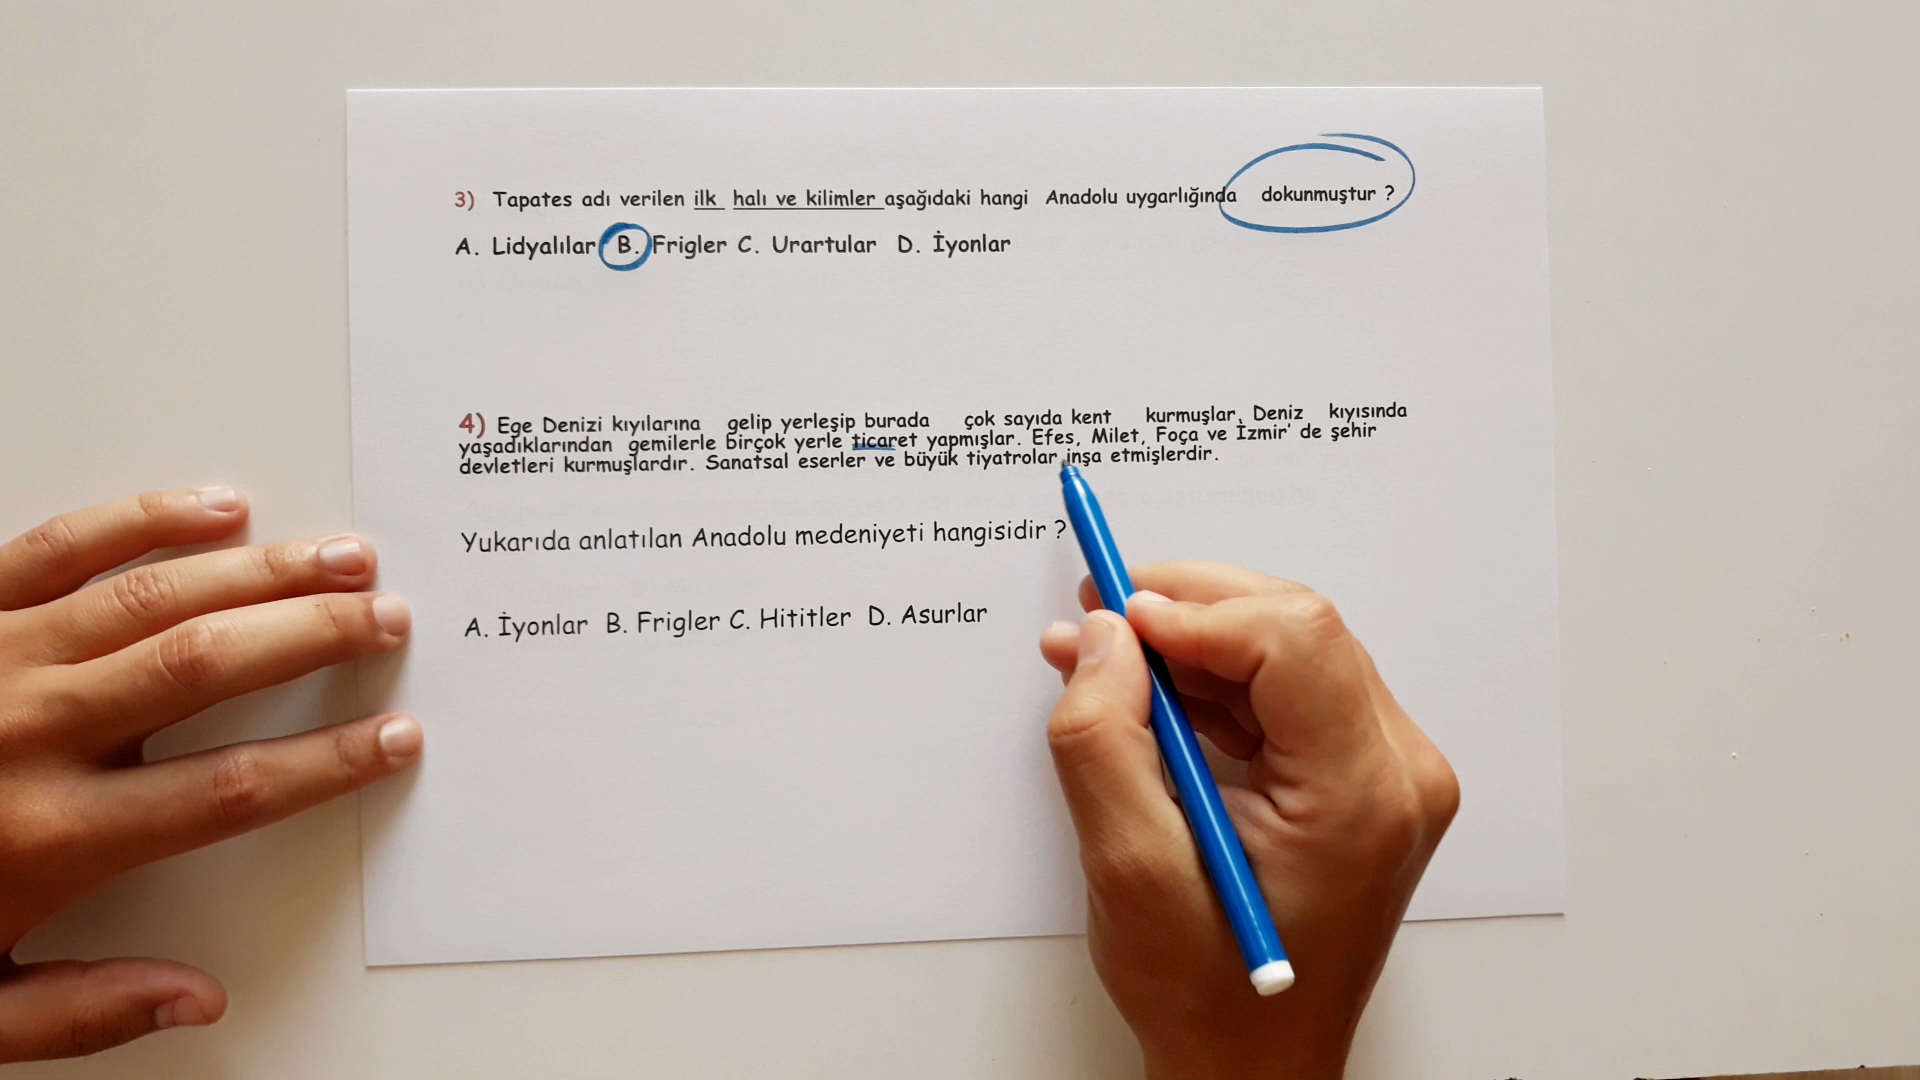 3) Tapates adı verilen ilk halı ve kilimler aşağıdaki hangi Anadolu uygarlığında dokunmuştur ?
A. Lidyalılar B. Frigler C. Urartular D. İyonlar
4) Ege Denizi kıyılarına gelip yerleşip burada çok sayıda kent kurmuşlar, Deniz kıyısında
yaşadıklarından gemilerle birçok yerle ticaret yapmışlar. Efes, Milet, Foça ve İzmir' de şehir
devletleri kurmuşlardır. Sanatsal eserler ve büyük tiyatrolar inşa etmişlerdir.
Yukarıda anlatılan Anadolu medeniyeti hangisidir ?
A. İyonlar B. Frigler C. Hititler D. Asurlar